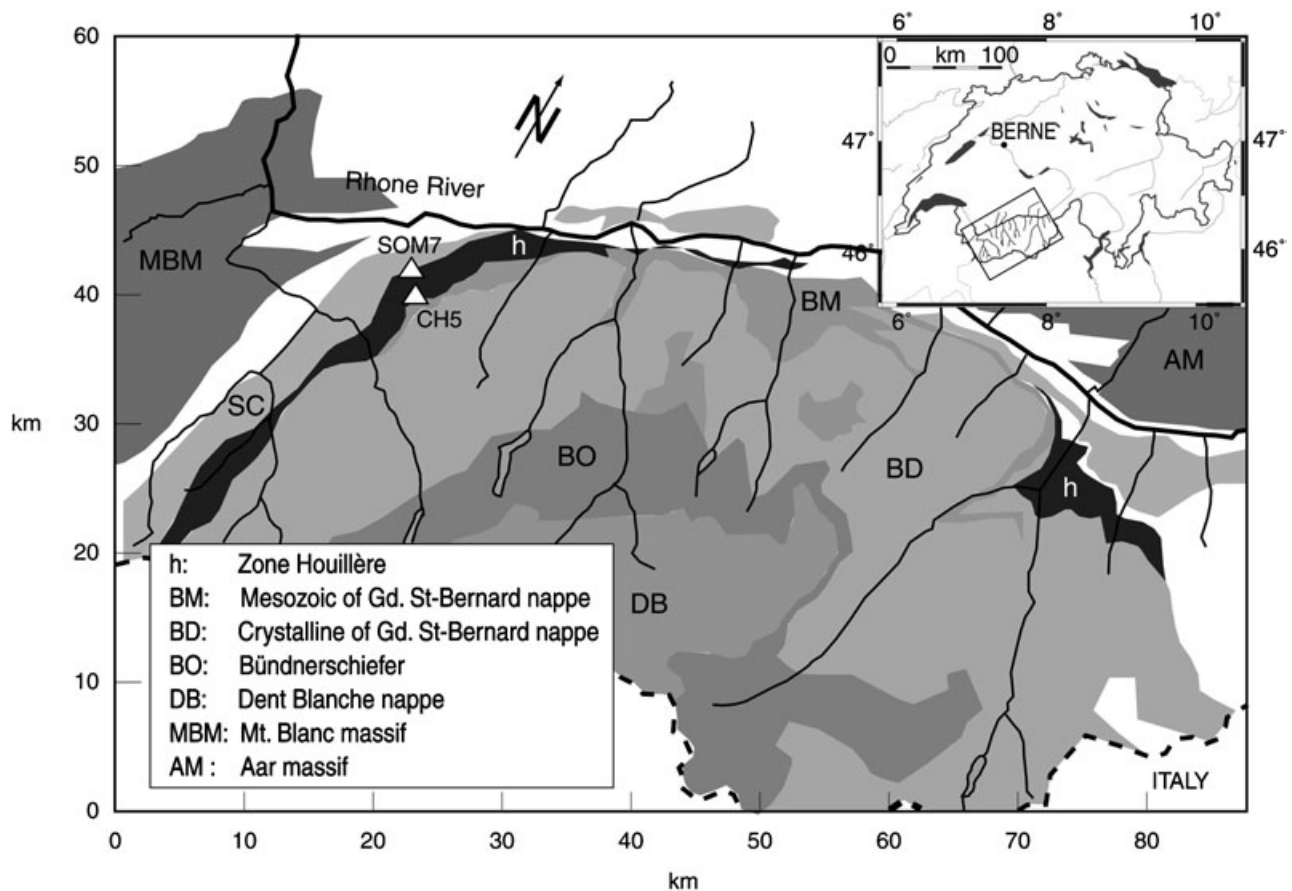 6° 8° 10°
0 km 100
BERNE
47° 47°
46° 46°
6° 8° 10°
60
50
40
30
20
10
0
km
N
Rhone River
MBM
SOM7
h
CH5
BM
AM
SC
BO
BD
h
DB
ITALY
h: Zone Houillère
BM: Mesozoic of Gd. St-Bernard nappe
BD: Crystalline of Gd. St-Bernard nappe
BO: Bündnerschiefer
DB: Dent Blanche nappe
MBM: Mt. Blanc massif
AM : Aar massif
0 10 20 30 40 50 60 70 80
km